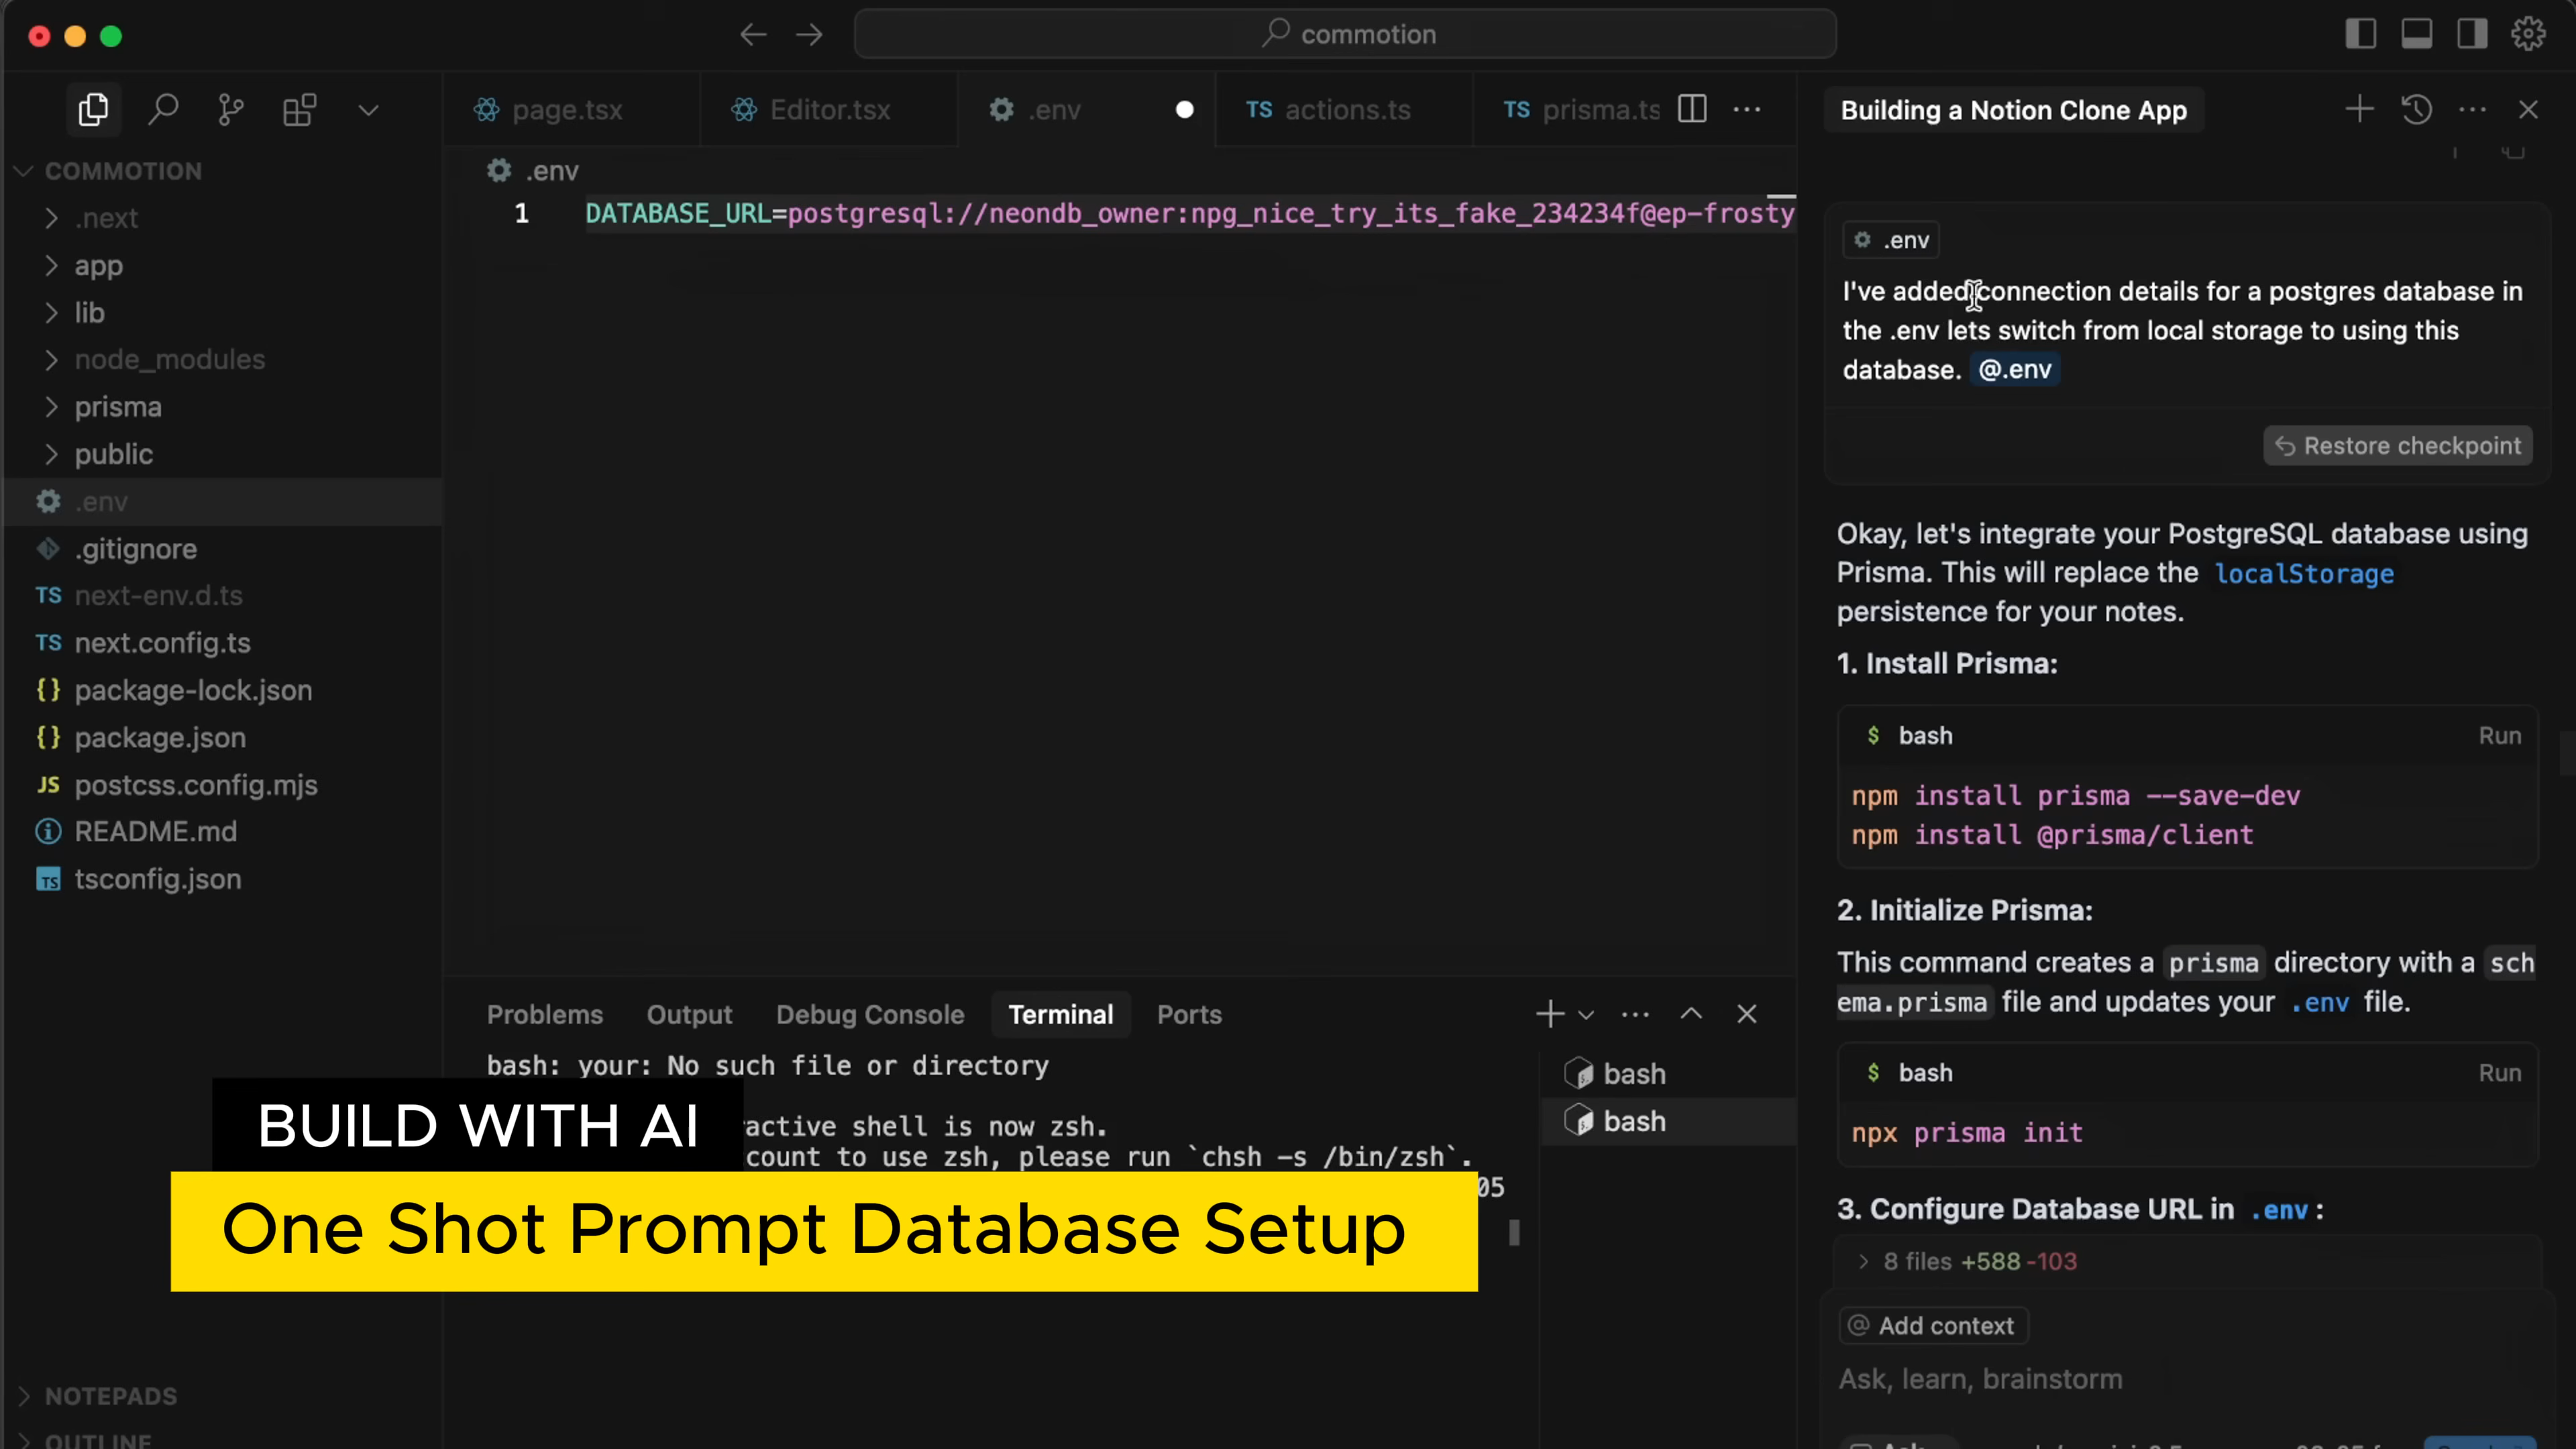 commotion
page.tsx
Editor.tsx
.env
TS actions.ts
TS prisma.ts
Building a Notion Clone App
COMMOTION
.next
app
lib
node_modules
prisma
public
.env
.gitignore
TS next-env.d.ts
TS next.config.ts
{} package-lock.json
{} package.json
JS postcss.config.mjs
README.md
TS tsconfig.json
NOTEPADS
OUTLINE
.env
1 DATABASE_URL=postgresql://neondb_owner:npg_nice_try_its_fake_234234f@ep-frosty
Problems Output Debug Console Terminal Ports
bash: your: No such file or directory
active shell is now zsh.
count to use zsh, please run `chsh -s /bin/zsh`.
05
bash
bash
BUILD WITH AI
One Shot Prompt Database Setup
.env
I've added connection details for a postgres database in
the .env lets switch from local storage to using this
database. @.env
Restore checkpoint
Okay, let's integrate your PostgreSQL database using
Prisma. This will replace the localStorage
persistence for your notes.
1. Install Prisma:
$ bash Run
npm install prisma --save-dev
npm install @prisma/client
2. Initialize Prisma:
This command creates a prisma directory with a sch
ema.prisma file and updates your .env file.
$ bash Run
npx prisma init
3. Configure Database URL in .env :
8 files +588 -103
@ Add context
Ask, learn, brainstorm